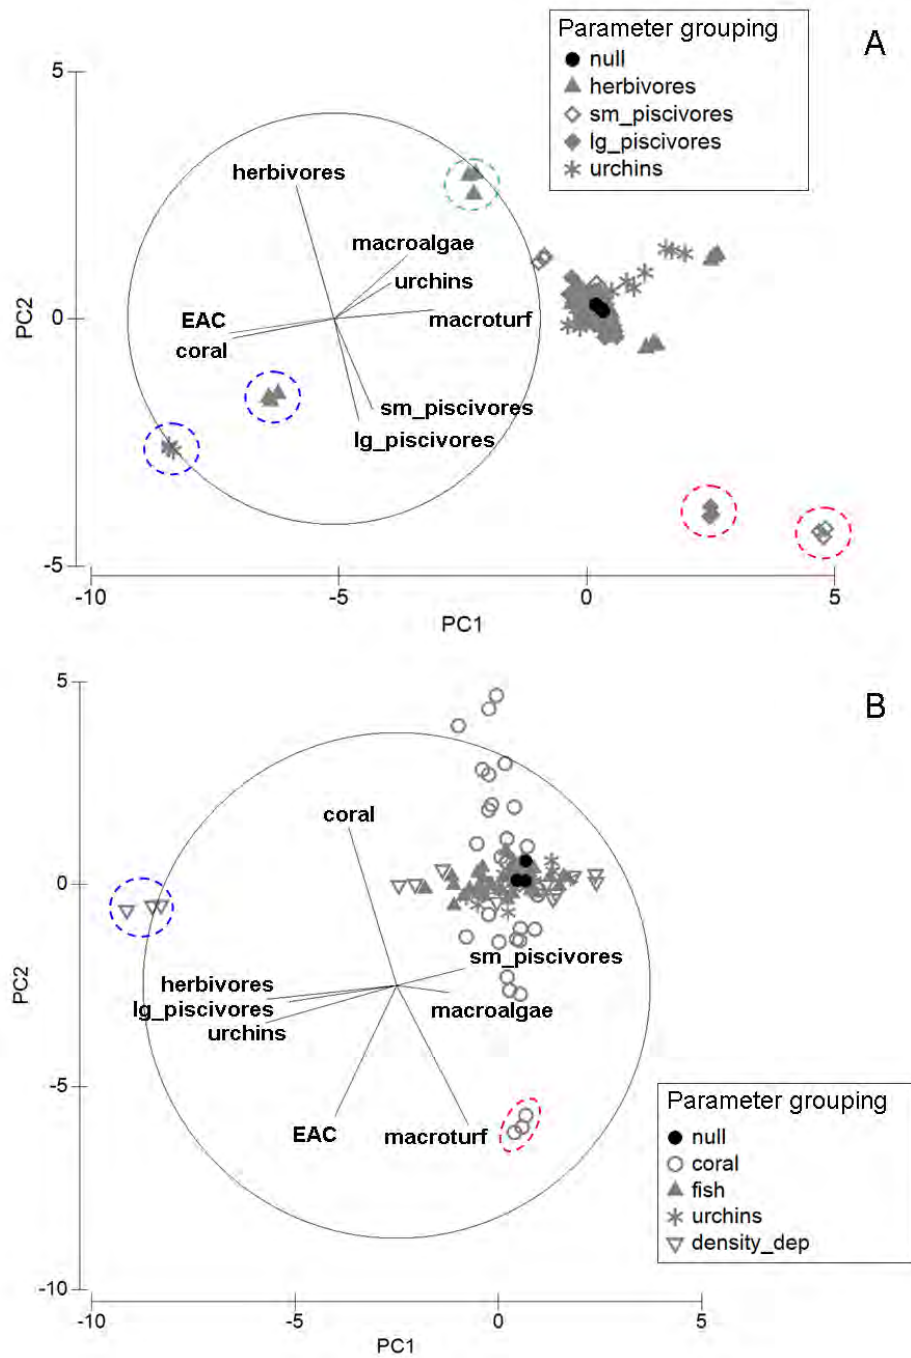 A
Parameter grouping
null
herbivores
sm_piscivores
lg_piscivores
urchins
5
0
-5
PC2
herbivores
macroalgae
urchins
EAC
macroturf
coral
sm_piscivores
lg_piscivores
-10
-5
0
5
PC1
B
5
0
-5
-10
PC2
coral
sm_piscivores
herbivores
lg_piscivores
macroalgae
urchins
EAC
macroturf
Parameter grouping
null
coral
fish
urchins
density_dep
-10
-5
0
5
PC1